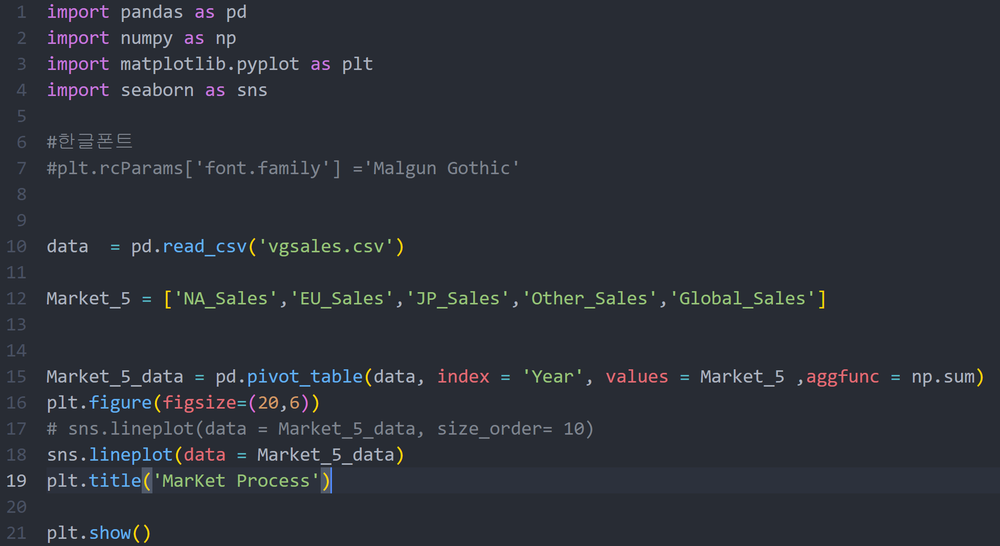 1 import pandas as pd
2 import numpy as np
3 import matplotlib.pyplot as plt
4 import seaborn as sns
5
6 #한글폰트
7 #plt.rcParams['font.family'] ='Malgun Gothic'
8
9
10 data  = pd.read_csv('vgsales.csv')
11
12 Market_5 = ['NA_Sales','EU_Sales','JP_Sales','Other_Sales','Global_Sales']
13
14
15 Market_5_data = pd.pivot_table(data, index = 'Year', values = Market_5 ,aggfunc = np.sum)
16 plt.figure(figsize=(20,6))
17 # sns.lineplot(data = Market_5_data, size_order= 10)
18 sns.lineplot(data = Market_5_data)
19 plt.title('MarKet Process')
20
21 plt.show()